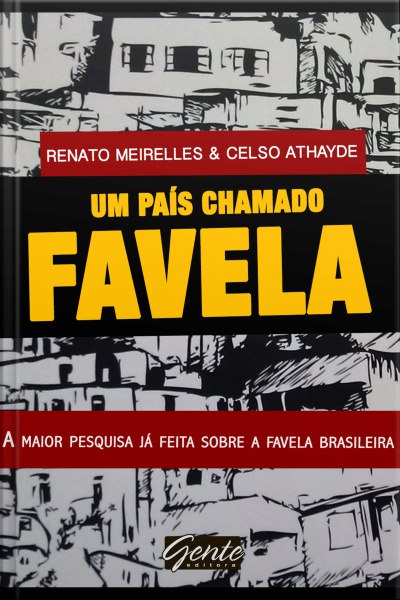 RENATO MEIRELLES & CELSO ATHAYDE
UM PAÍS CHAMADO
FAVELA
A MAIOR PESQUISA JÁ FEITA SOBRE A FAVELA BRASILEIRA
Gente
editora